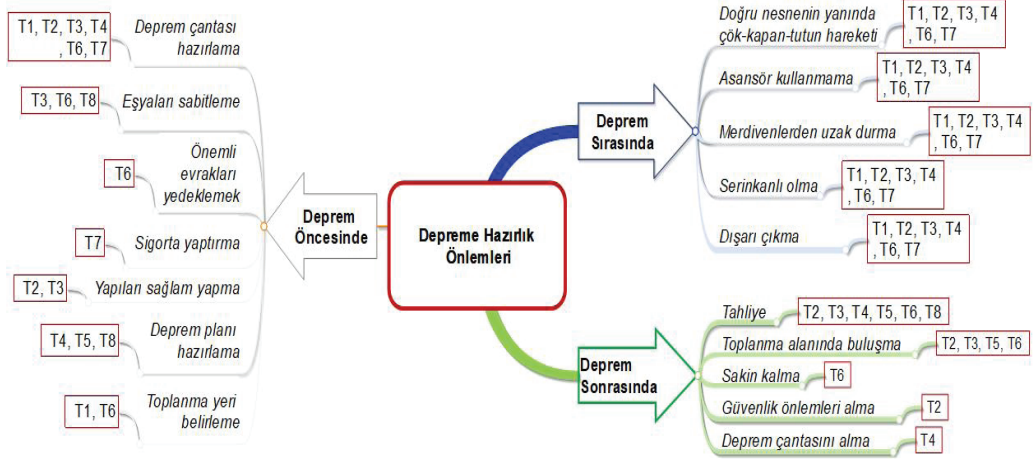 Depreme Hazırlık
Önlemleri
Deprem
Öncesinde
Deprem çantası
hazırlama
T1, T2, T3, T4
, T6, T7
Eşyaları sabitleme
T3, T6, T8
Önemli
evrakları
yedeklemek
T6
Sigorta yaptırma
T7
Yapıları sağlam yapma
T2, T3
Deprem planı
hazırlama
T4, T5, T8
Toplanma yeri
belirleme
T1, T6
Deprem
Sırasında
Doğru nesnenin yanında
çök-kapan-tutun hareketi
T1, T2, T3, T4
, T6, T7
Asansör kullanmama
T1, T2, T3, T4
, T6, T7
Merdivenlerden uzak durma
T1, T2, T3, T4
, T6, T7
Serinkanlı olma
T1, T2, T3, T4
, T6, T7
Dışarı çıkma
T1, T2, T3, T4
, T6, T7
Deprem
Sonrasında
Tahliye
T2, T3, T4, T5, T6, T8
Toplanma alanında buluşma
T2, T3, T5, T6
Sakin kalma
T6
Güvenlik önlemleri alma
T2
Deprem çantasını alma
T4